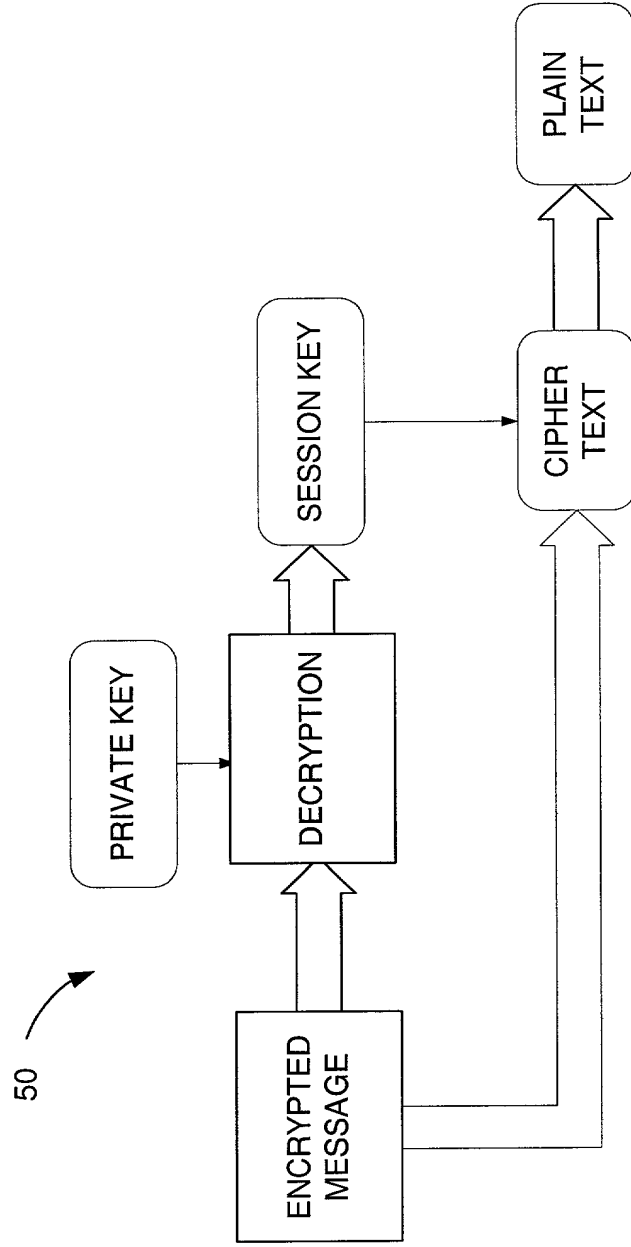 50
PRIVATE KEY
ENCRYPTED
MESSAGE
DECRYPTION
SESSION KEY
CIPHER
TEXT
PLAIN
TEXT